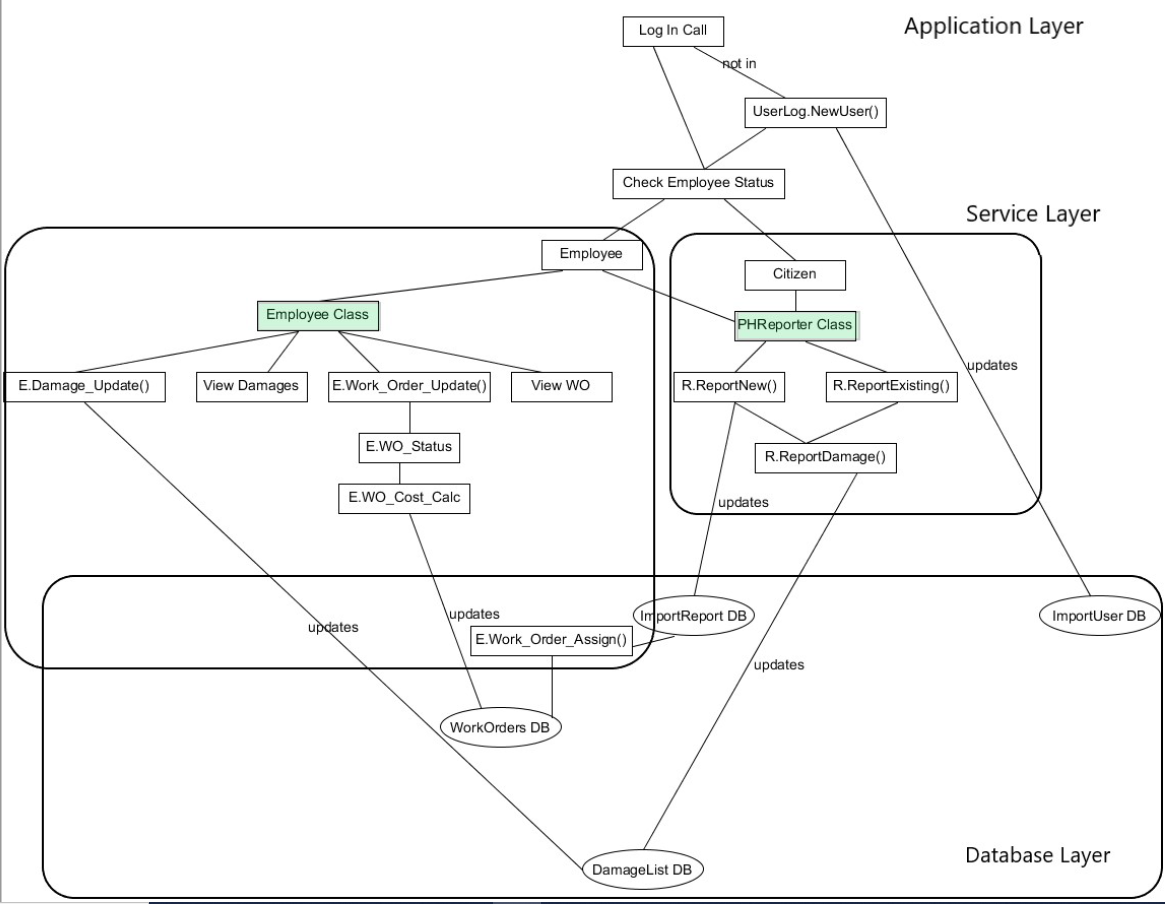 Log In Call
Application Layer
not in
UserLog.NewUser()
Check Employee Status
Service Layer
Employee
Citizen
Employee Class
PHReporter Class
E.Damage_Update()
View Damages
E.Work_Order_Update()
View WO
R.ReportNew()
R.ReportExisting()
updates
E.WO_Status
R.ReportDamage()
E.WO_Cost_Calc
updates
updates
ImportReport DB
ImportUser DB
updates
E.Work_Order_Assign()
updates
WorkOrders DB
Database Layer
DamageList DB